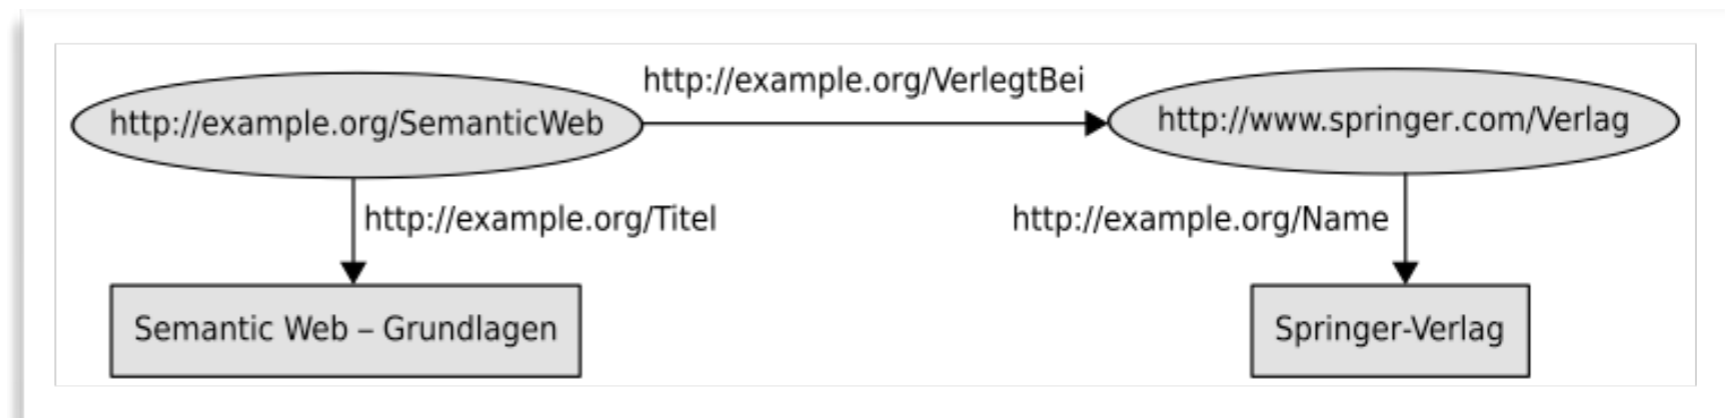 http://example.org/VerlegtBei
http://example.org/SemanticWeb
http://www.springer.com/Verlag
http://example.org/Titel
http://example.org/Name
Semantic Web – Grundlagen
Springer-Verlag